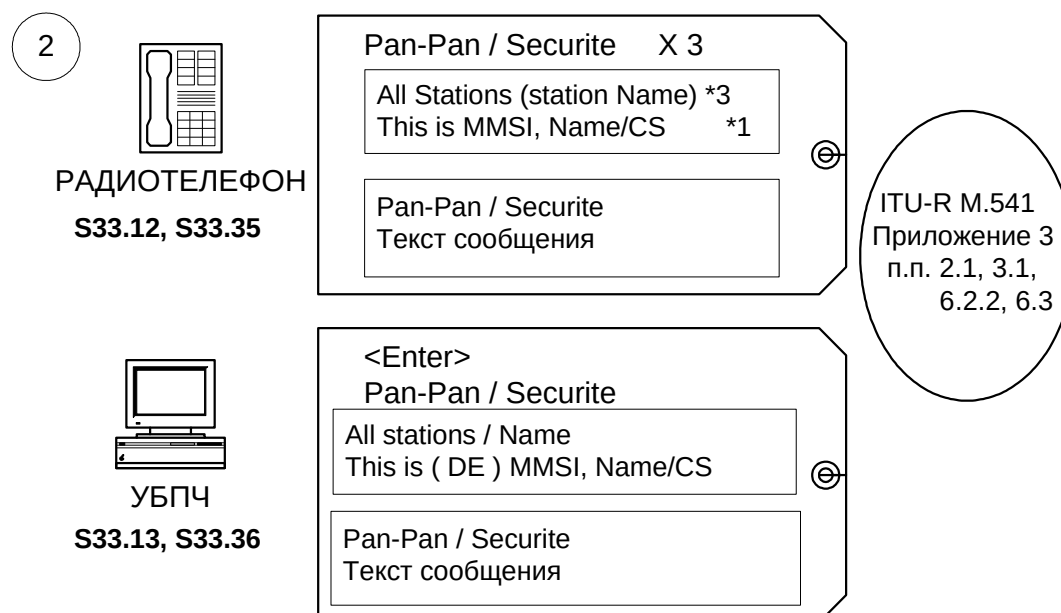 2
Pan-Pan / Securite X 3
All Stations (station Name) *3
This is MMSI, Name/CS *1
РАДИОТЕЛЕФОН
S33.12, S33.35
Pan-Pan / Securite
Текст сообщения
ITU-R M.541
Приложение 3
п.п. 2.1, 3.1,
6.2.2, 6.3
<Enter>
Pan-Pan / Securite
All stations / Name
This is ( DE ) MMSI, Name/CS
УБПЧ
S33.13, S33.36
Pan-Pan / Securite
Текст сообщения